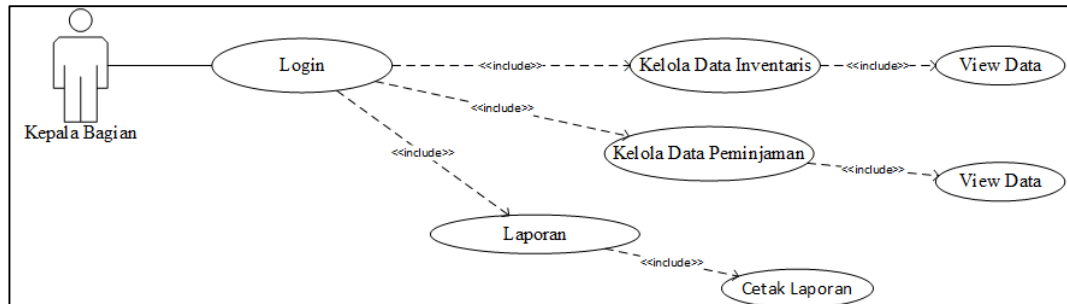 Login
<<include>>
Kelola Data Inventaris
<<include>>
View Data
<<include>>
Kepala Bagian
<<include>>
Kelola Data Peminjaman
<<include>>
View Data
Laporan
<<include>>
Cetak Laporan